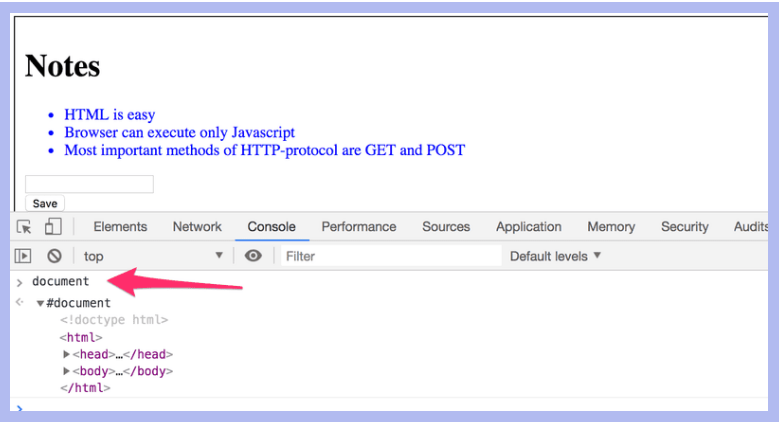 Notes
HTML is easy
Browser can execute only Javascript
Most important methods of HTTP-protocol are GET and POST
Save
Elements Network Console Performance Sources Application Memory Security Audits
top ▼ Filter Default levels ▼
> document
▼#document
<!doctype html>
<html>
▶<head>…</head>
▶<body>…</body>
</html>
>